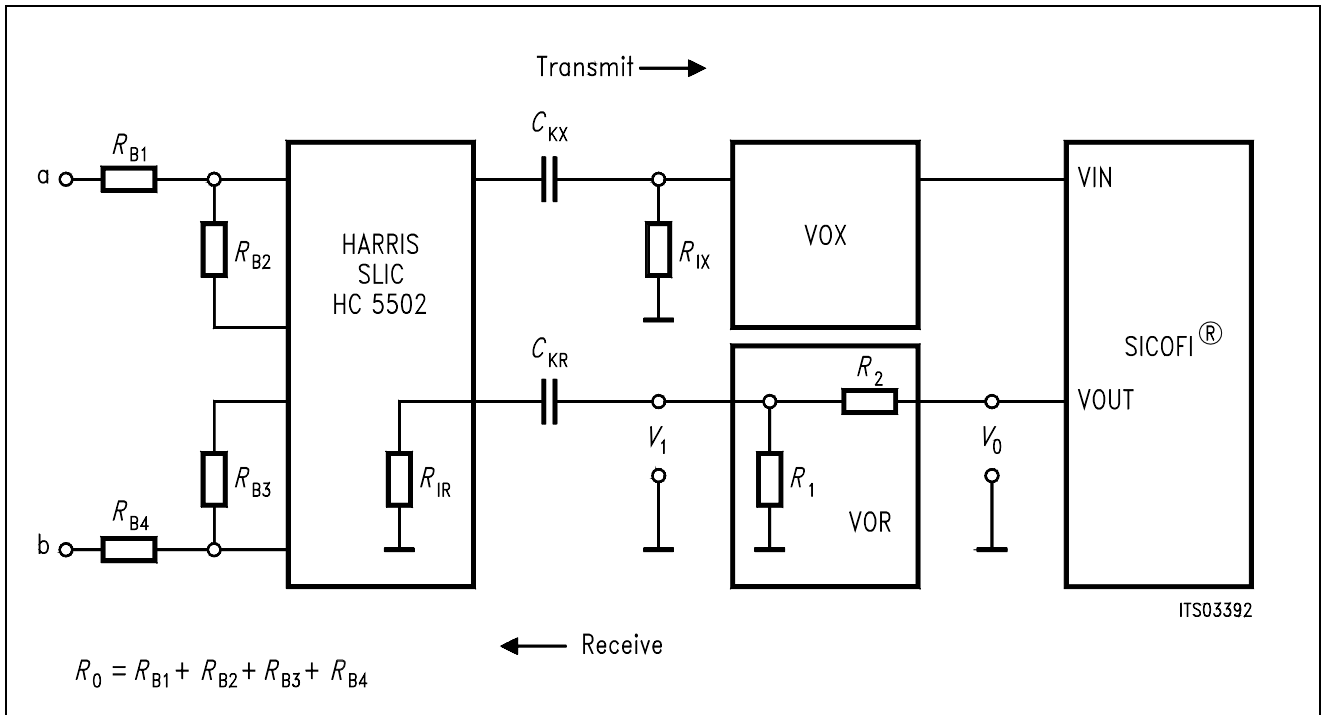 Transmit
C KX
R B1
a
VIN
HARRIS
SLIC
HC 5502
VOX
R B2
R IX
C KR
R 2
SICOFI ®
VOUT
V 1
V 0
R B3
R IR
R 1
R B4
VOR
b
ITS03392
Receive
R 0 = R B1 + R B2 + R B3 + R B4